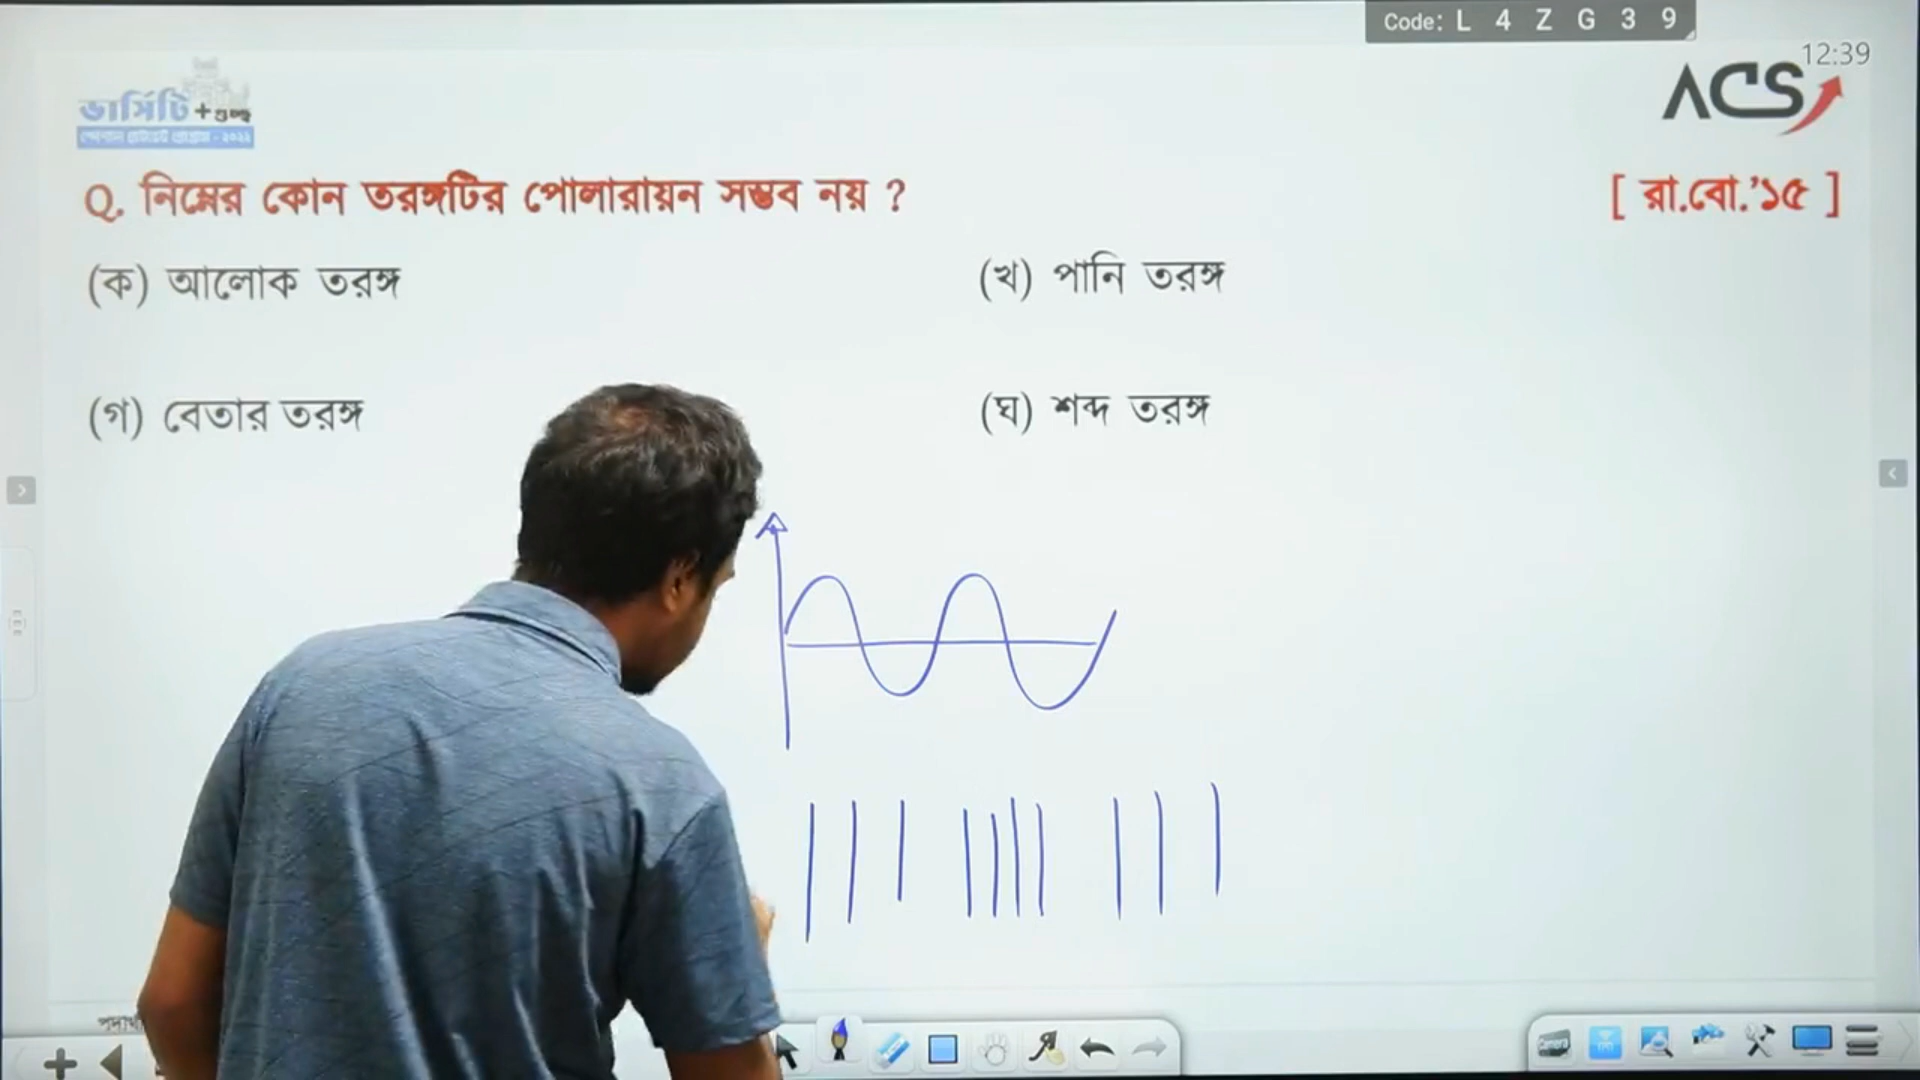 Code: L 4 Z G 3 9
12:39
ভার্সিটি +গুচ্ছ
ACS
Q. নিম্নের কোন তরঙ্গটির পোলারায়ন সম্ভব নয় ?
[ রা.বো.'১৫ ]
(ক) আলোক তরঙ্গ
(খ) পানি তরঙ্গ
(গ) বেতার তরঙ্গ
(ঘ) শব্দ তরঙ্গ
Camera